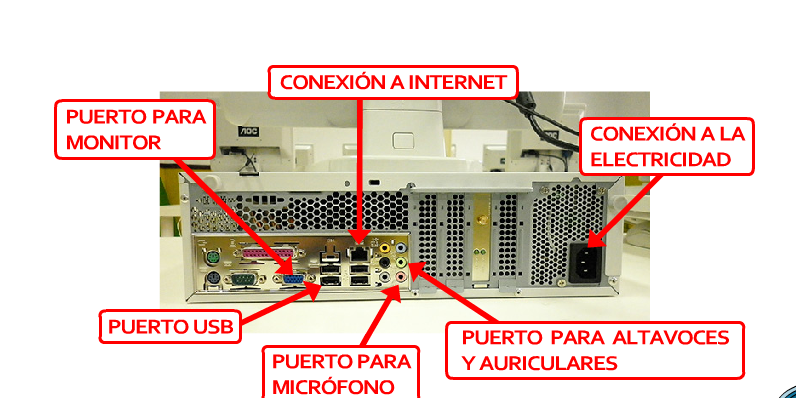 CONEXIÓN A INTERNET
PUERTO PARA
MONITOR
CONEXIÓN A LA
ELECTRICIDAD
AOC
PUERTO USB
PUERTO PARA
MICRÓFONO
PUERTO PARA ALTAVOCES
Y AURICULARES